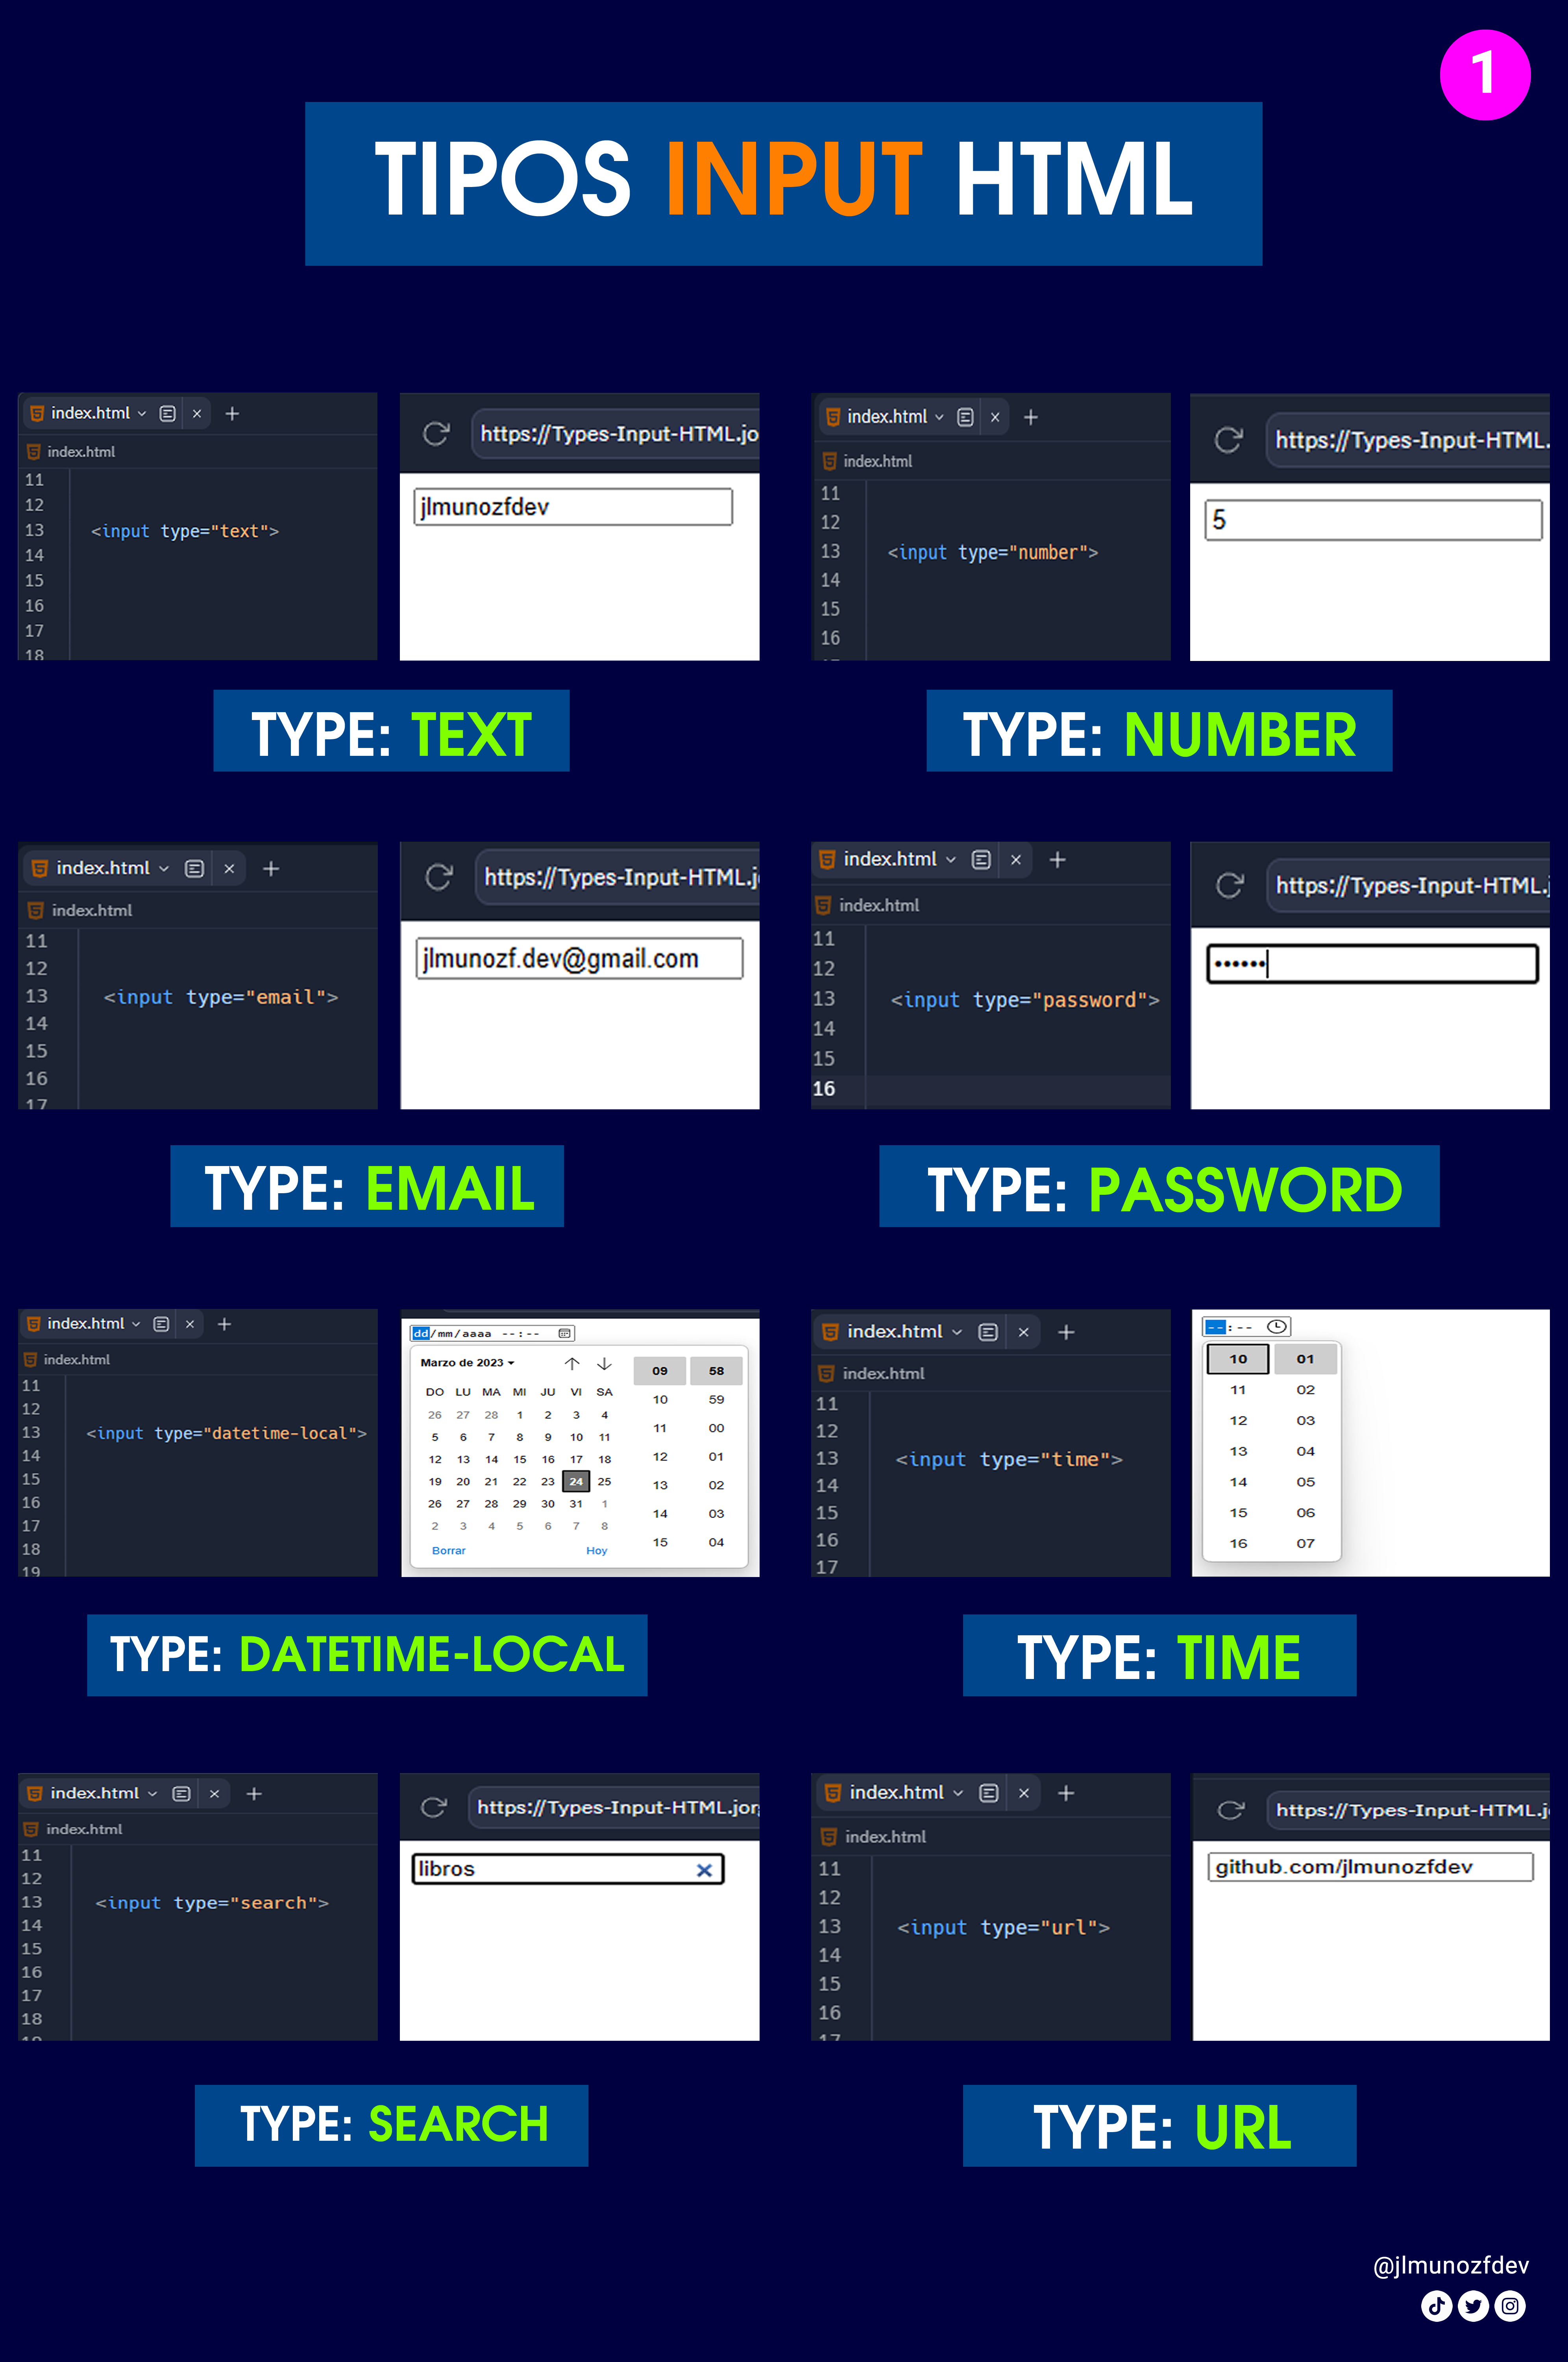 1
TIPOS INPUT HTML
index.html
index.html
11
12
13 <input type="text">
14
15
16
17
18
https://Types-Input-HTML.jo
jlmunozfdev
TYPE: TEXT
index.html
index.html
11
12
13 <input type="number">
14
15
16
https://Types-Input-HTML.
5
TYPE: NUMBER
index.html
index.html
11
12
13 <input type="email">
14
15
16
17
https://Types-Input-HTML.j
jlmunozf.dev@gmail.com
TYPE: EMAIL
index.html
index.html
11
12
13 <input type="password">
14
15
16
https://Types-Input-HTML.j
••••••
TYPE: PASSWORD
index.html
index.html
11
12
13 <input type="datetime-local">
14
15
16
17
18
19
dd/mm/aaaa --:--
Marzo de 2023
09 58
DO LU MA MI JU VI SA
10 59
26 27 28 1 2 3 4
11 00
5 6 7 8 9 10 11
12 01
12 13 14 15 16 17 18
13 02
19 20 21 22 23 24 25
14 03
26 27 28 29 30 31 1
15 04
2 3 4 5 6 7 8
Borrar Hoy
TYPE: DATETIME-LOCAL
index.html
index.html
11
12
13 <input type="time">
14
15
16
17
--:--
10 01
11 02
12 03
13 04
14 05
15 06
16 07
TYPE: TIME
index.html
index.html
11
12
13 <input type="search">
14
15
16
17
18
https://Types-Input-HTML.jor
libros
TYPE: SEARCH
index.html
index.html
11
12
13 <input type="url">
14
15
16
17
https://Types-Input-HTML.j
github.com/jlmunozfdev
TYPE: URL
@jlmunozfdev